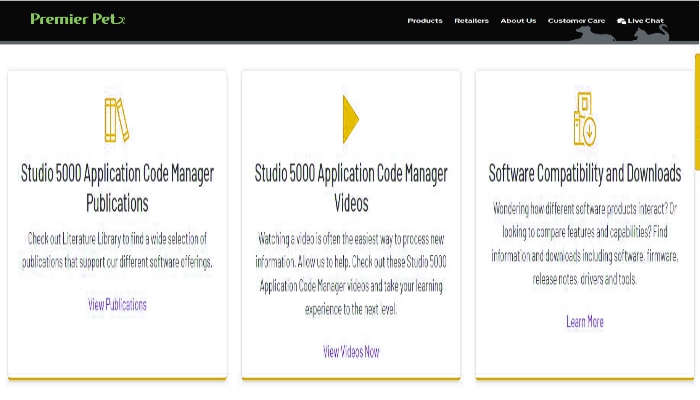 Premier Pet
Products Retailers About Us Customer Care Live Chat
Studio 5000 Application Code Manager
Publications
Check out Literature Library to find a wide selection of
publications that support our different software offerings.
View Publications
Studio 5000 Application Code Manager
Videos
Watching a video is often the easiest way to process new
information. Allow us to help. Check out these Studio 5000
Application Code Manager videos and take your learning
experience to the next level.
View Videos Now
Software Compatibility and Downloads
Wondering how different software products interact? Or
looking to compare features and capabilities? Find
information and downloads including software, firmware,
release notes, drivers and tools.
Learn More